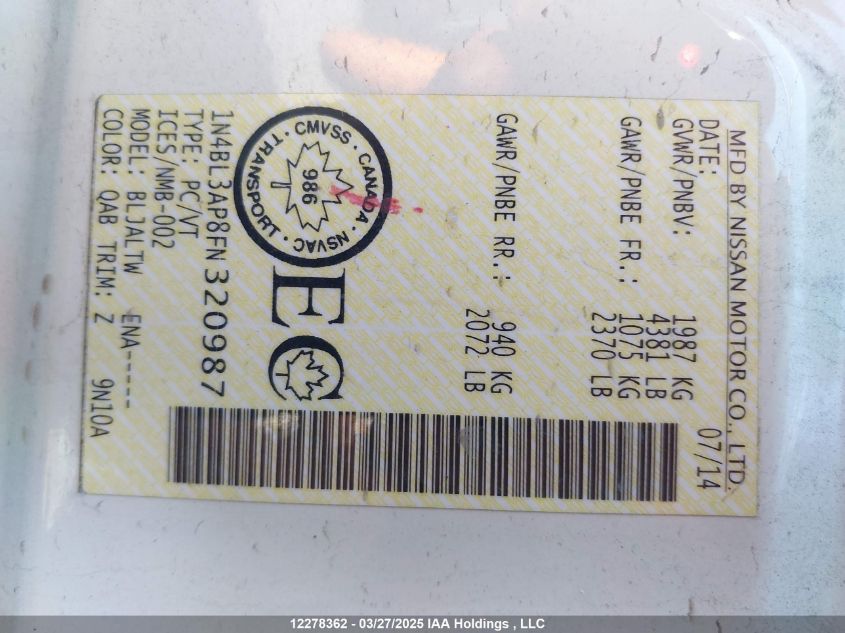 MFD BY NISSAN MOTOR CO., LTD.
DATE: 07/14
GVWR/PNBV: 1987 KG
4381 LB
GAWR/PNBE FR.: 1075 KG
2370 LB
GAWR/PNBE RR.: 940 KG
2072 LB
CMVSS · CANADA · NSVAC · TRANSPORT ·
986
EC
1N4BL3AP8FN320987
TYPE: PC/VT
ICES/NMB-002
MODEL: BLJALTW ENA-----
COLOR: QAB TRIM: Z 9N10A
12278362 - 03/27/2025 IAA Holdings , LLC